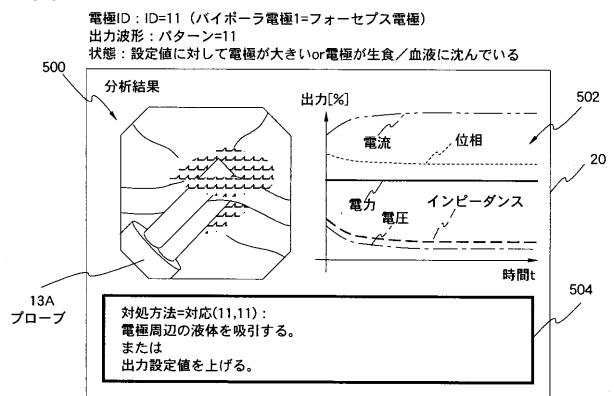 電極ID：ID=11（バイポーラ電極1=フォーセプス電極）
出力波形：パターン=11
状態：設定値に対して電極が大きいor電極が生食／血液に沈んでいる
500
分析結果
出力[%]
502
電流
位相
20
電力
電圧
インピーダンス
時間t
13A
プローブ
504
対処方法=対応(11,11)：
電極周辺の液体を吸引する。
または
出力設定値を上げる。